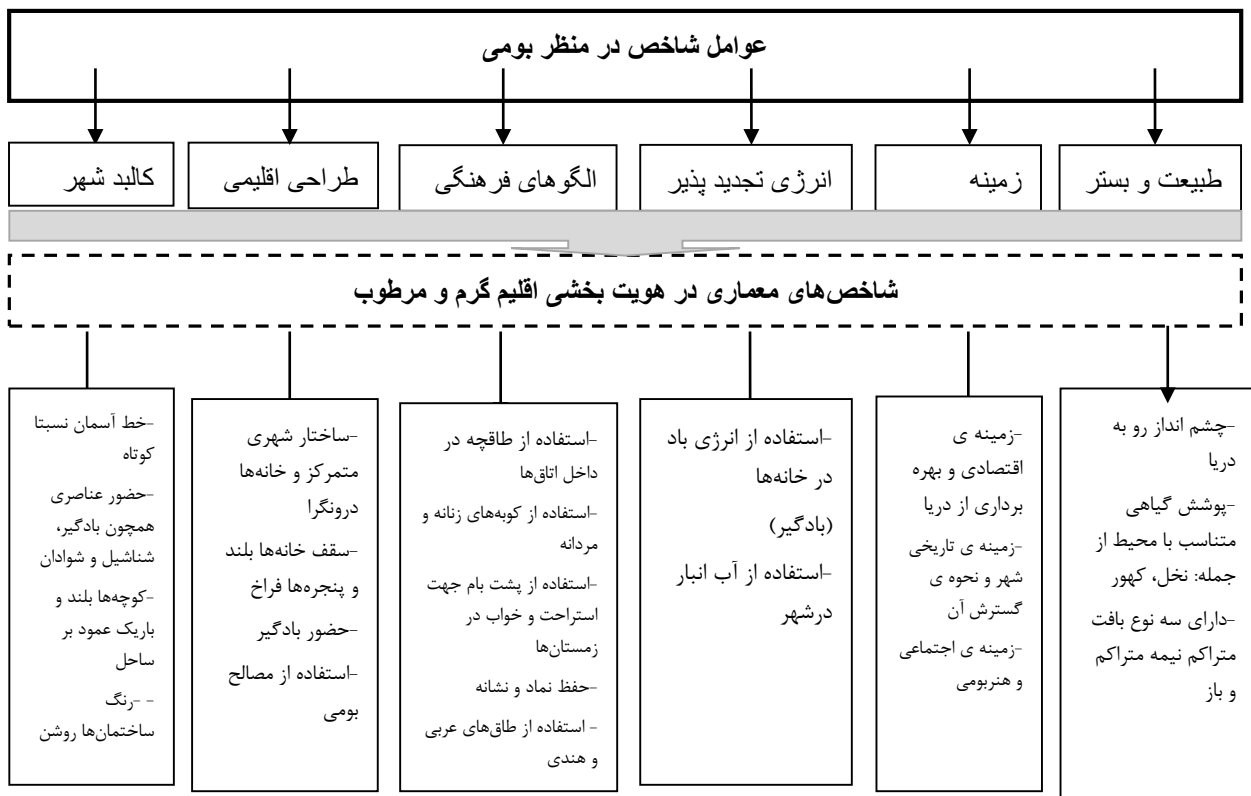 عوامل شاخص در منظر بومی
طبیعت و بستر
زمینه
انرژی تجدید پذیر
الگوهای فرهنگی
طراحی اقلیمی
کالبد شهر
شاخص‌های معماری در هویت بخشی اقلیم گرم و مرطوب
-چشم انداز رو به
دریا
-پوشش گیاهی
متناسب با محیط از
جمله: نخل، کهور
-دارای سه نوع بافت
متراکم نیمه متراکم
و باز
-زمینه ی
اقتصادی و بهره
برداری از دریا
-زمینه ی تاریخی
شهر و نحوه ی
گسترش آن
-زمینه ی اجتماعی
و هنربومی
-استفاده از انرژی باد
در خانه‌ها
(بادگیر)
-استفاده از آب انبار
درشهر
-استفاده از طاقچه در
داخل اتاق‌ها
-استفاده از کوبه‌های زنانه و
مردانه
-استفاده از پشت بام جهت
استراحت و خواب در
زمستان‌ها
-حفظ نماد و نشانه
- استفاده از طاق‌های عربی
و هندی
-ساختار شهری
متمرکز و خانه‌ها
درونگرا
-سقف خانه‌ها بلند
و پنجره‌ها فراخ
-حضور بادگیر
-استفاده از مصالح
بومی
-خط آسمان نسبتا
کوتاه
-حضور عناصری
همچون بادگیر،
شناشیل و شوادان
-کوچه‌ها بلند و
باریک عمود بر
ساحل
- -رنگ
ساختمان‌ها روشن